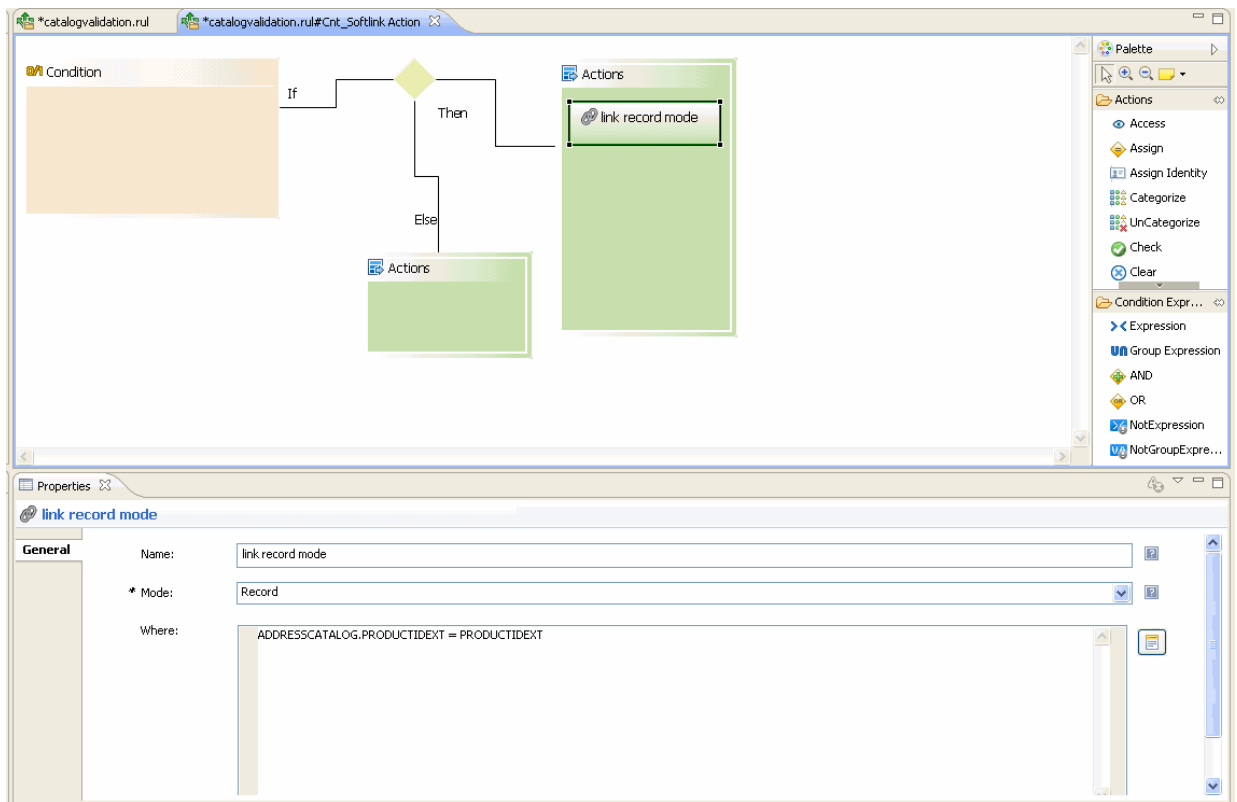 *catalogvalidation.rul
*catalogvalidation.rul#Cnt_Softlink Action
Condition
If
Then
Else
Actions
link record mode
Actions
Palette
Actions
Access
Assign
Assign Identity
Categorize
UnCategorize
Check
Clear
Condition Expr...
Expression
Group Expression
AND
OR
NotExpression
NotGroupExpre...
Properties
link record mode
General
Name:
link record mode
* Mode:
Record
Where:
ADDRESSCATALOG.PRODUCTIDEXT = PRODUCTIDEXT